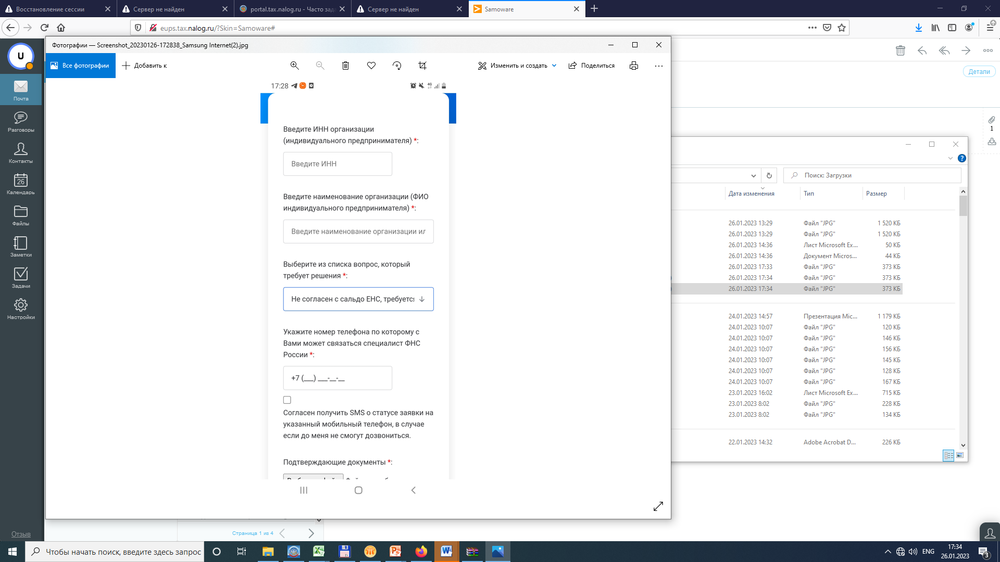 Восстановление сессии
Сервер не найден
portal.tax.nalog.ru - Часто зада
Сервер не найден
Samoware
eups.tax.nalog.ru/?Skin=Samoware#
Фотографии — Screenshot_20230126-172838_Samsung Internet(2).jpg
Все фотографии
Добавить к
Изменить и создать
Поделиться
Детали
U
Почта
Разговоры
Контакты
26
Календарь
Файлы
Заметки
Задачи
Настройки
Отзыв
17:28
4G
Введите ИНН организации
(индивидуального предпринимателя) *:
Введите ИНН
Введите наименование организации (ФИО
индивидуального предпринимателя) *:
Введите наименование организации ил
Выберите из списка вопрос, который
требует решения *:
Не согласен с сальдо ЕНС, требуется
Укажите номер телефона по которому с
Вами может связаться специалист ФНС
России *:
+7 (___) ___-__-__
Согласен получить SMS о статусе заявки на
указанный мобильный телефон, в случае
если до меня не смогут дозвониться.
Подтверждающие документы *:
1
Поиск: Загрузки
Дата изменения Тип Размер
26.01.2023 13:29 Файл "JPG" 1 520 КБ
26.01.2023 13:29 Файл "JPG" 1 520 КБ
26.01.2023 14:36 Лист Microsoft Ex... 50 КБ
26.01.2023 14:36 Документ Micros... 44 КБ
26.01.2023 17:33 Файл "JPG" 373 КБ
26.01.2023 17:34 Файл "JPG" 373 КБ
26.01.2023 17:34 Файл "JPG" 373 КБ
24.01.2023 14:57 Презентация Mic... 1 179 КБ
24.01.2023 10:07 Файл "JPG" 120 КБ
24.01.2023 10:07 Файл "JPG" 146 КБ
24.01.2023 10:07 Файл "JPG" 156 КБ
24.01.2023 10:07 Файл "JPG" 145 КБ
24.01.2023 10:07 Файл "JPG" 128 КБ
24.01.2023 10:07 Файл "JPG" 167 КБ
23.01.2023 16:02 Лист Microsoft Ex... 715 КБ
23.01.2023 8:02 Файл "JPG" 228 КБ
23.01.2023 8:02 Файл "JPG" 134 КБ
22.01.2023 14:32 Adobe Acrobat D... 226 КБ
Страница 1 из 4
Чтобы начать поиск, введите здесь запрос
ENG
17:34
26.01.2023
3